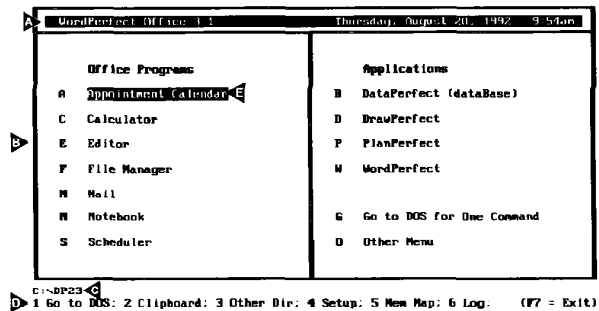 A WordPerfect Office 3.1 Thursday, August 20, 1992 9:54am
Office Programs Applications
A Appointment Calendar E B DataPerfect (dataBase)
C Calculator D DrawPerfect
B E Editor P PlanPerfect
F File Manager W WordPerfect
M Mail
N Notebook G Go to DOS for One Command
S Scheduler O Other Menu
C:\DP23 C
D 1 Go to DOS; 2 Clipboard; 3 Other Dir; 4 Setup; 5 Mem Map; 6 Log. (F7 = Exit)